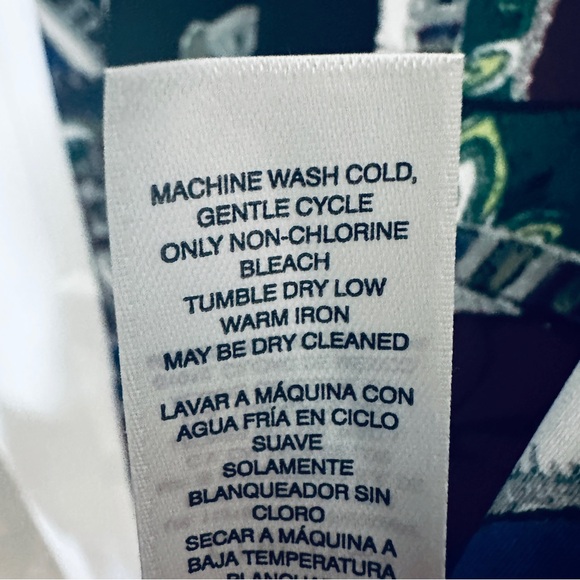 MACHINE WASH COLD,
GENTLE CYCLE
ONLY NON-CHLORINE
BLEACH
TUMBLE DRY LOW
WARM IRON
MAY BE DRY CLEANED
LAVAR A MÁQUINA CON
AGUA FRÍA EN CICLO
SUAVE
SOLAMENTE
BLANQUEADOR SIN
CLORO
SECAR A MÁQUINA A
BAJA TEMPERATURA